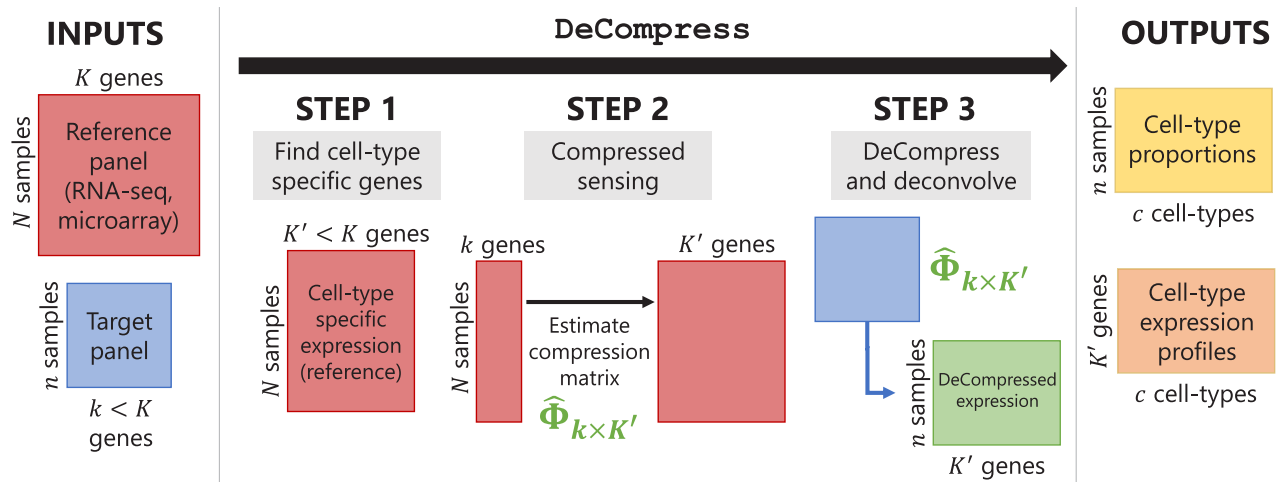 INPUTS
K genes
N samples
Reference
panel
(RNA-seq,
microarray)
n samples
Target
panel
k < K
genes
DeCompress
STEP 1
Find cell-type
specific genes
K′ < K genes
N samples
Cell-type
specific
expression
(reference)
STEP 2
Compressed
sensing
k genes
N samples
Estimate
compression
matrix
Φ̂k×K′
K′ genes
STEP 3
DeCompress
and deconvolve
Φ̂k×K′
n samples
DeCompressed
expression
K′ genes
OUTPUTS
n samples
Cell-type
proportions
c cell-types
K′ genes
Cell-type
expression
profiles
c cell-types